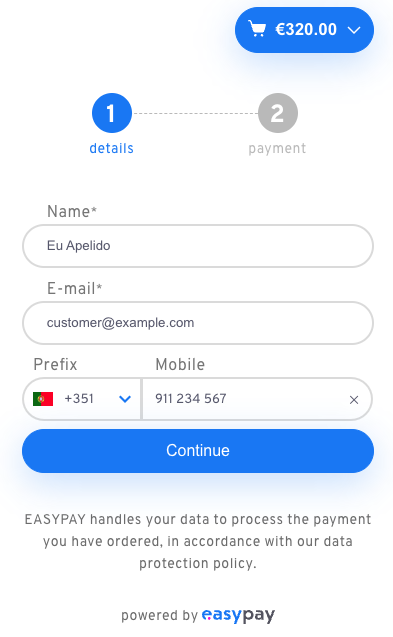 €320.00
1
2
details
payment
Name*
Eu Apelido
E-mail*
customer@example.com
Prefix
Mobile
+351
911 234 567
Continue
EASYPAY handles your data to process the payment
you have ordered, in accordance with our data
protection policy.
powered by easypay